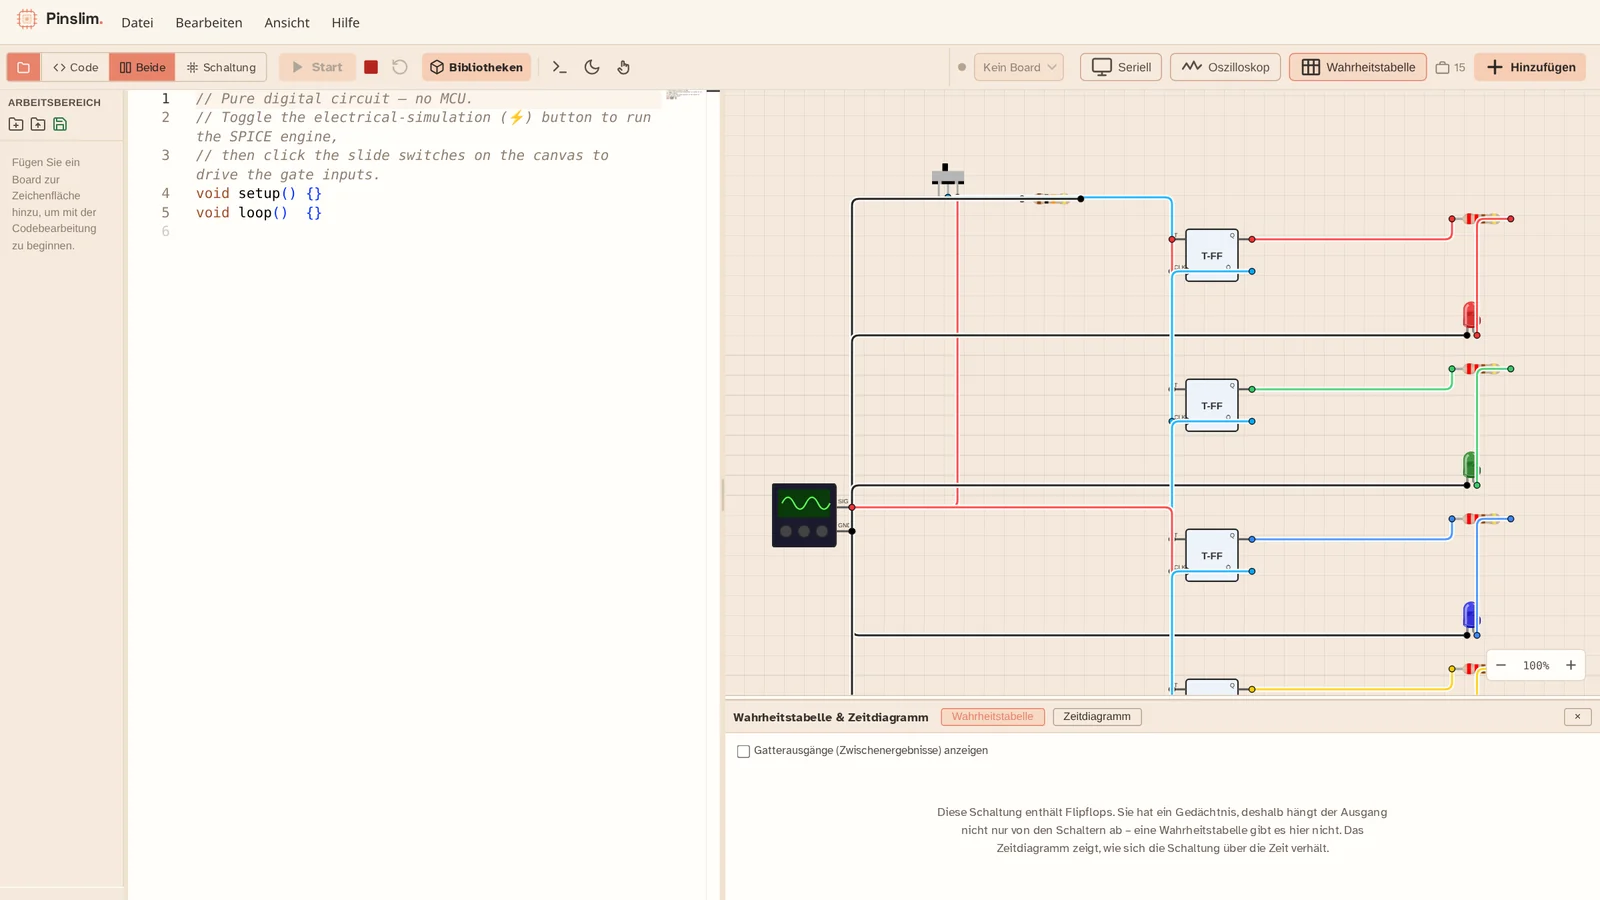 Pinslim.
Datei
Bearbeiten
Ansicht
Hilfe
Code
Beide
Schaltung
Start
Bibliotheken
Kein Board
Seriell
Oszilloskop
Wahrheitstabelle
15
Hinzufügen
ARBEITSBEREICH
Fügen Sie ein
Board zur
Zeichenfläche
hinzu, um mit der
Codebearbeitung
zu beginnen.
1 // Pure digital circuit — no MCU.
2 // Toggle the electrical-simulation (⚡) button to run
the SPICE engine,
3 // then click the slide switches on the canvas to
drive the gate inputs.
4 void setup() {}
5 void loop()  {}
6
Q
T-FF
Q
T-FF
SIG
GND
Q
T-FF
Q
100%
Wahrheitstabelle & Zeitdiagramm
Wahrheitstabelle
Zeitdiagramm
×
Gatterausgänge (Zwischenergebnisse) anzeigen
Diese Schaltung enthält Flipflops. Sie hat ein Gedächtnis, deshalb hängt der Ausgang
nicht nur von den Schaltern ab – eine Wahrheitstabelle gibt es hier nicht. Das
Zeitdiagramm zeigt, wie sich die Schaltung über die Zeit verhält.